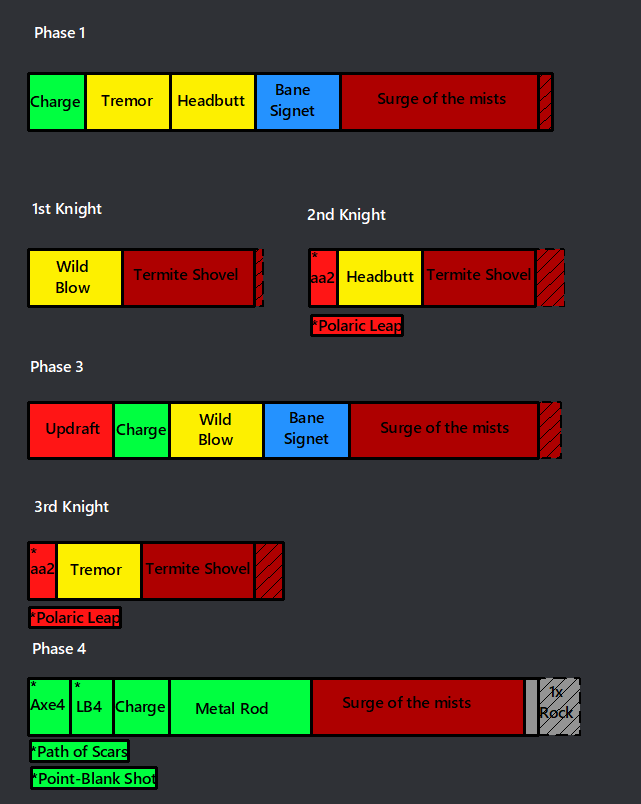 Phase 1
Charge
Tremor
Headbutt
Bane
Signet
Surge of the mists
1st Knight
Wild
Blow
Termite Shovel
2nd Knight
*
aa2
Headbutt
Termite Shovel
*Polaric Leap
Phase 3
Updraft
Charge
Wild
Blow
Bane
Signet
Surge of the mists
3rd Knight
*
aa2
Tremor
Termite Shovel
*Polaric Leap
Phase 4
*
Axe4
*
LB4
Charge
Metal Rod
Surge of the mists
1x
Rock
*Path of Scars
*Point-Blank Shot